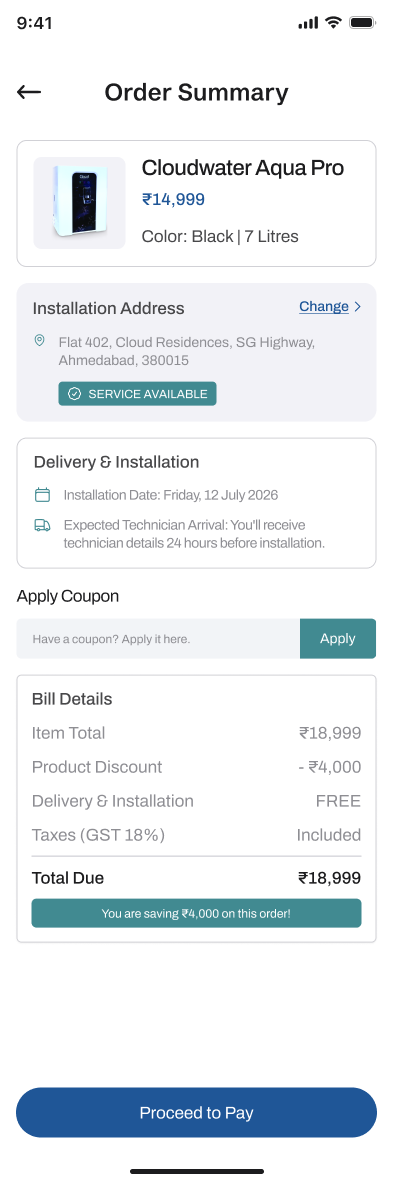 9:41
Order Summary
Cloudwater Aqua Pro
₹14,999
Color: Black | 7 Litres
Installation Address
Change
Flat 402, Cloud Residences, SG Highway,
Ahmedabad, 380015
SERVICE AVAILABLE
Delivery & Installation
Installation Date: Friday, 12 July 2026
Expected Technician Arrival: You'll receive
technician details 24 hours before installation.
Apply Coupon
Have a coupon? Apply it here.
Apply
Bill Details
Item Total ₹18,999
Product Discount - ₹4,000
Delivery & Installation FREE
Taxes (GST 18%) Included
Total Due ₹18,999
You are saving ₹4,000 on this order!
Proceed to Pay